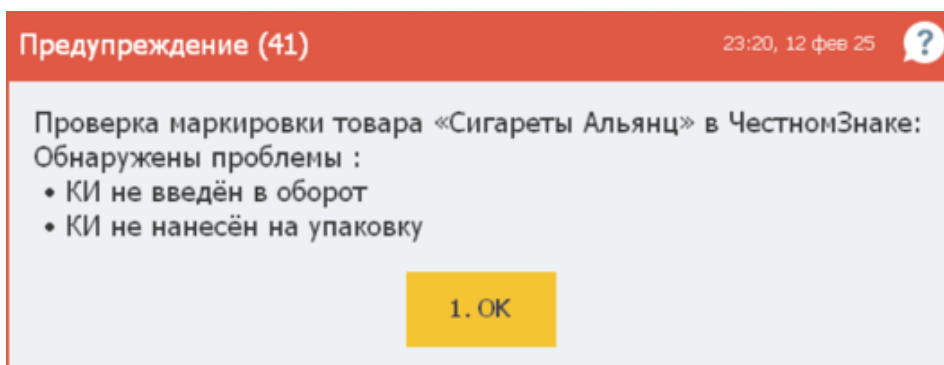 Предупреждение (41)
23:20, 12 фев 25
?
Проверка маркировки товара «Сигареты Альянц» в ЧестномЗнаке:
Обнаружены проблемы :
• КИ не введён в оборот
• КИ не нанесён на упаковку
1. ОК